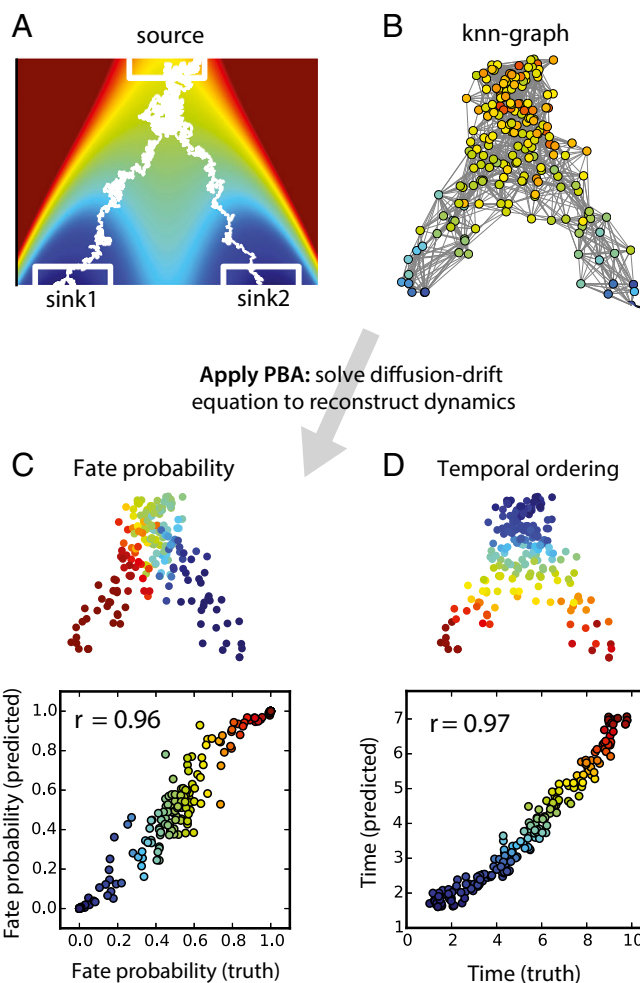 A
source
sink1
sink2
B
knn-graph
Apply PBA: solve diffusion-drift
equation to reconstruct dynamics
C
Fate probability
D
Temporal ordering
r = 0.96
Fate probability (predicted)
1.0
0.8
0.6
0.4
0.2
0.0
0.0 0.2 0.4 0.6 0.8 1.0
Fate probability (truth)
r = 0.97
Time (predicted)
7
6
5
4
3
2
1
0 2 4 6 8 10
Time (truth)